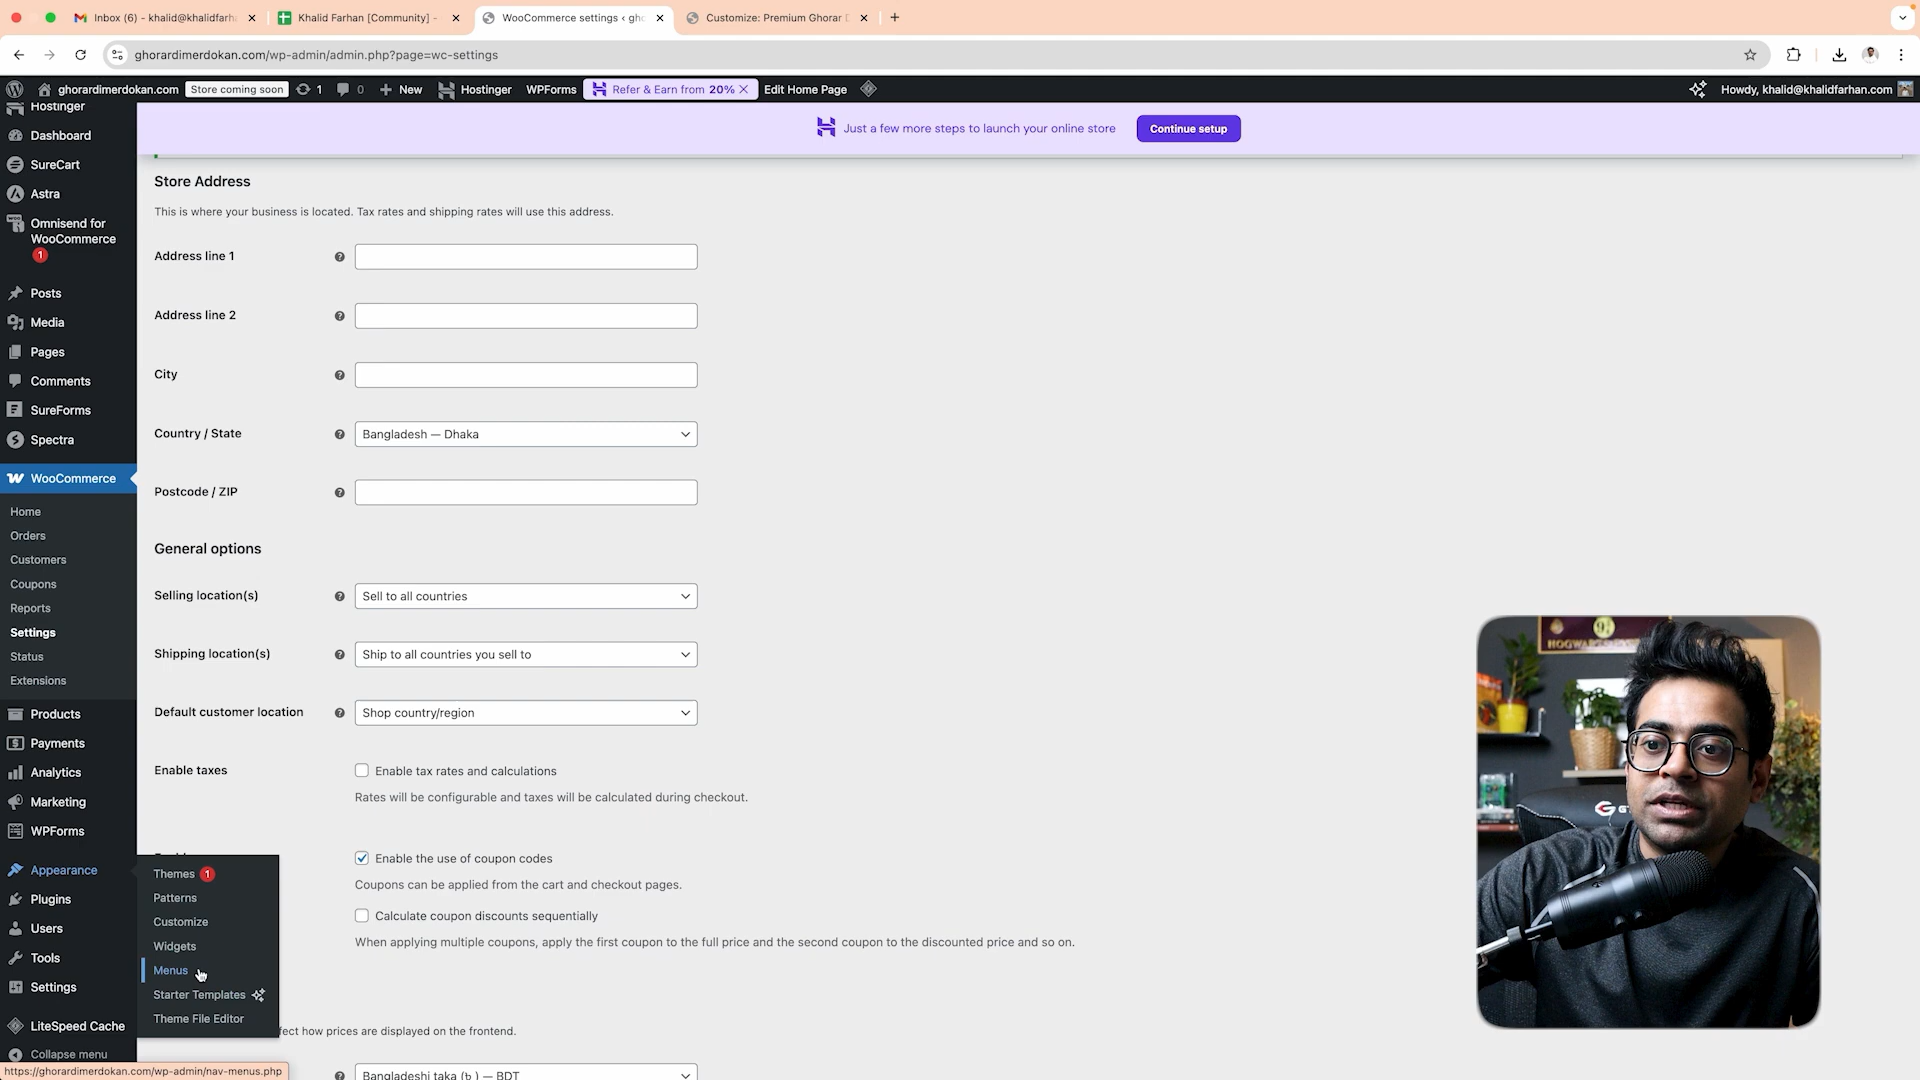 Inbox (6) - khalid@khalidfarha
Khalid Farhan [Community] -
WooCommerce settings ‹ gho
Customize: Premium Ghorar D
ghorardimerdokan.com/wp-admin/admin.php?page=wc-settings
ghorardimerdokan.com
Store coming soon
1
0
New
Hostinger
WPForms
Refer & Earn from 20%
Edit Home Page
Howdy, khalid@khalidfarhan.com
Just a few more steps to launch your online store
Continue setup
Hostinger
Dashboard
SureCart
Astra
Omnisend for
WooCommerce
1
Posts
Media
Pages
Comments
SureForms
Spectra
WooCommerce
Home
Orders
Customers
Coupons
Reports
Settings
Status
Extensions
Products
Payments
Analytics
Marketing
WPForms
Appearance
Plugins
Users
Tools
Settings
LiteSpeed Cache
Collapse menu
Themes 1
Patterns
Customize
Widgets
Menus
Starter Templates
Theme File Editor
Store Address
This is where your business is located. Tax rates and shipping rates will use this address.
Address line 1
Address line 2
City
Country / State
Bangladesh — Dhaka
Postcode / ZIP
General options
Selling location(s)
Sell to all countries
Shipping location(s)
Ship to all countries you sell to
Default customer location
Shop country/region
Enable taxes
Enable tax rates and calculations
Rates will be configurable and taxes will be calculated during checkout.
Enable the use of coupon codes
Coupons can be applied from the cart and checkout pages.
Calculate coupon discounts sequentially
When applying multiple coupons, apply the first coupon to the full price and the second coupon to the discounted price and so on.
fect how prices are displayed on the frontend.
Bangladeshi taka (৳ ) — BDT
https://ghorardimerdokan.com/wp-admin/nav-menus.php
HOGWARTS